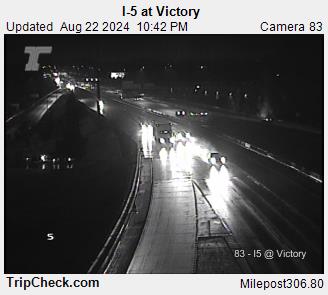 I-5 at Victory
Updated Aug 22 2024 10:42 PM Camera 83
T
S
83 - I5 @ Victory
TripCheck.com Milepost306.80